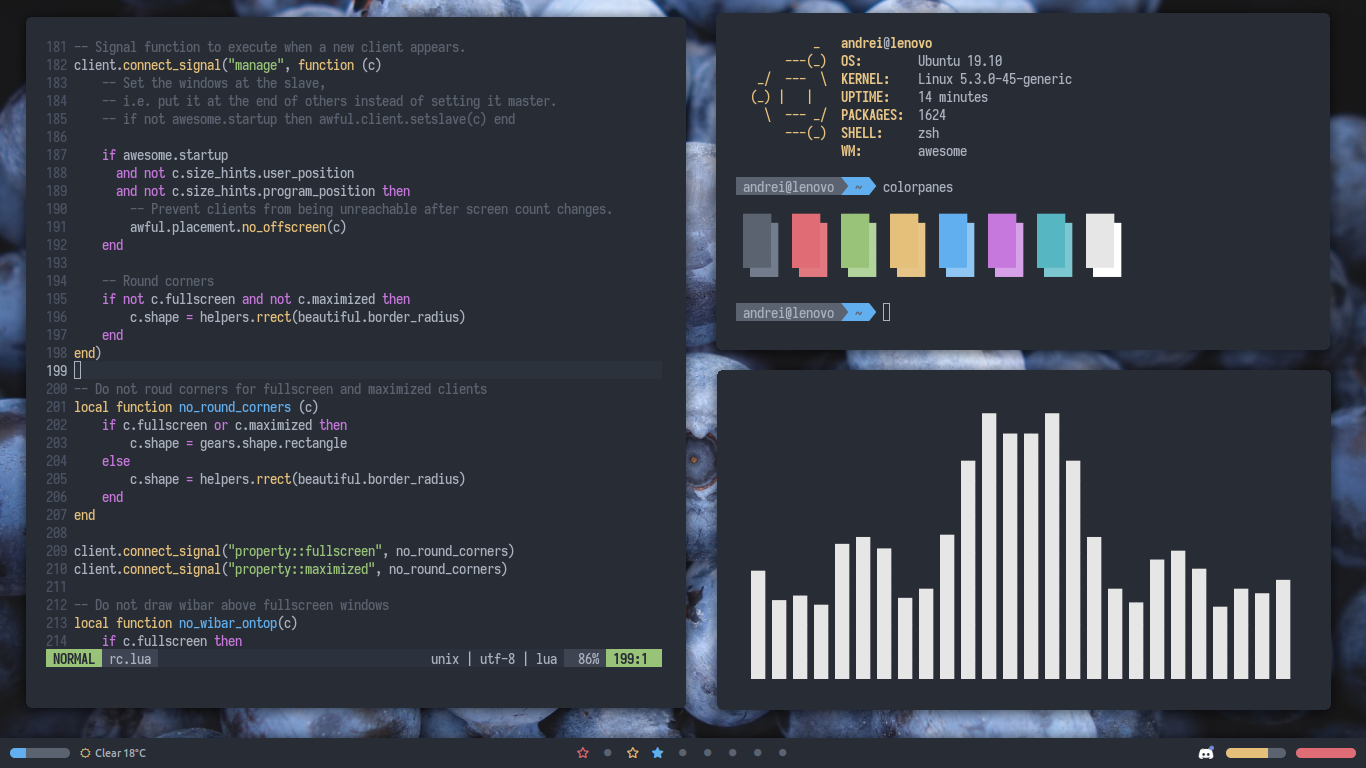 181 -- Signal function to execute when a new client appears.
182 client.connect_signal("manage", function (c)
183     -- Set the windows at the slave,
184     -- i.e. put it at the end of others instead of setting it master.
185     -- if not awesome.startup then awful.client.setslave(c) end
186
187     if awesome.startup
188       and not c.size_hints.user_position
189       and not c.size_hints.program_position then
190         -- Prevent clients from being unreachable after screen count changes.
191         awful.placement.no_offscreen(c)
192     end
193
194     -- Round corners
195     if not c.fullscreen and not c.maximized then
196         c.shape = helpers.rrect(beautiful.border_radius)
197     end
198 end)
199
200 -- Do not roud corners for fullscreen and maximized clients
201 local function no_round_corners (c)
202     if c.fullscreen or c.maximized then
203         c.shape = gears.shape.rectangle
204     else
205         c.shape = helpers.rrect(beautiful.border_radius)
206     end
207 end
208
209 client.connect_signal("property::fullscreen", no_round_corners)
210 client.connect_signal("property::maximized", no_round_corners)
211
212 -- Do not draw wibar above fullscreen windows
213 local function no_wibar_ontop(c)
214     if c.fullscreen then
NORMAL rc.lua unix | utf-8 | lua 86% 199:1
andrei@lenovo
OS: Ubuntu 19.10
KERNEL: Linux 5.3.0-45-generic
UPTIME: 14 minutes
PACKAGES: 1624
SHELL: zsh
WM: awesome
andrei@lenovo ~ colorpanes
andrei@lenovo ~
Clear 18°C